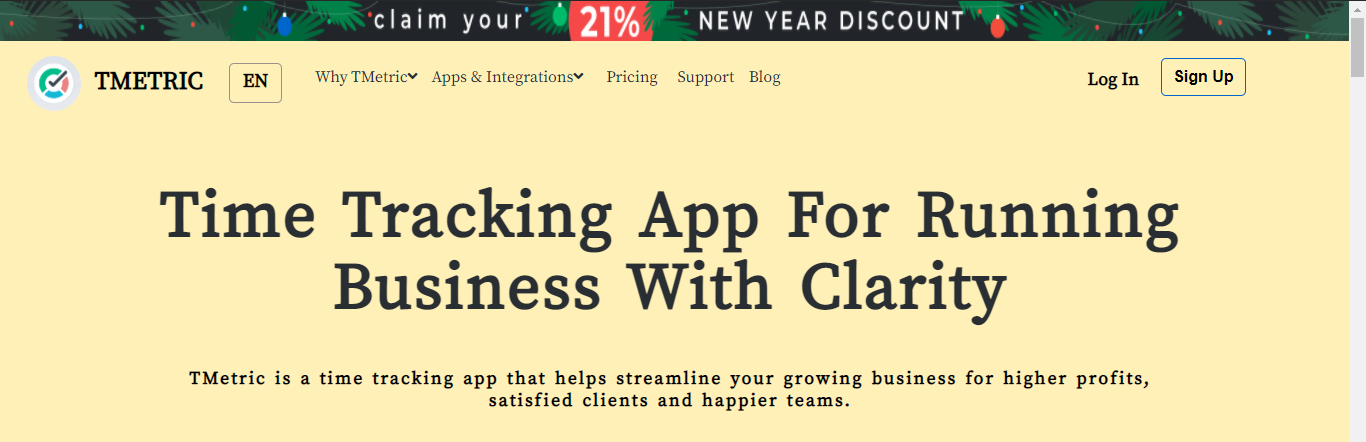 claim your 21% NEW YEAR DISCOUNT
TMETRIC EN Why TMetric Apps & Integrations Pricing Support Blog Log In Sign Up
Time Tracking App For Running
Business With Clarity
TMetric is a time tracking app that helps streamline your growing business for higher profits,
satisfied clients and happier teams.